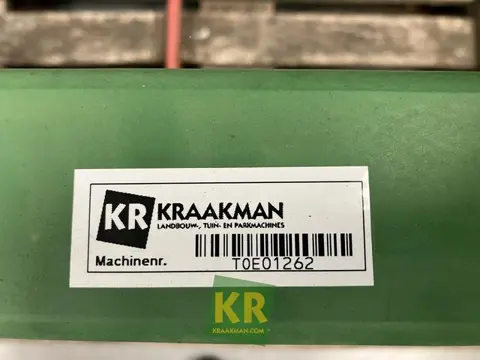 KR KRAAKMAN
LANDBOUW-, TUIN- EN PARKMACHINES
Machinenr.
T0E01262
KR
KRAAKMAN.COM